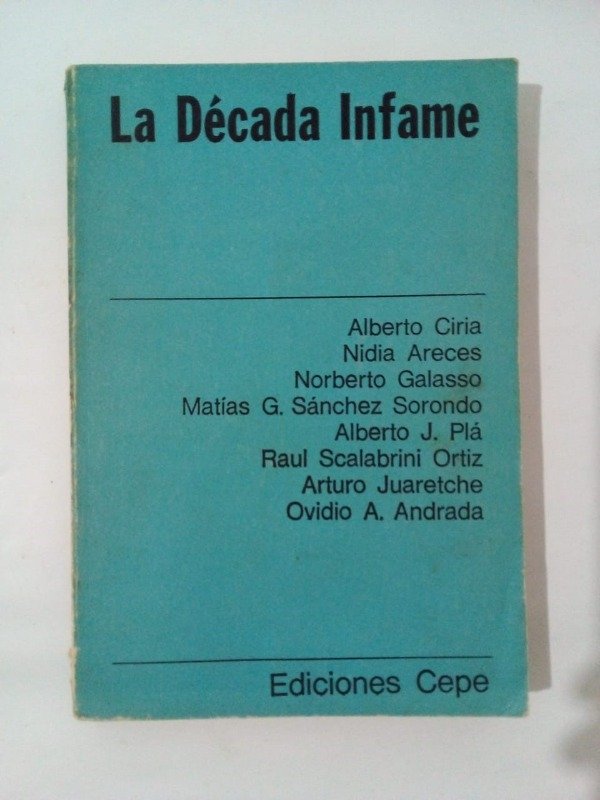 La Década Infame
Alberto Ciria
Nidia Areces
Norberto Galasso
Matías G. Sánchez Sorondo
Alberto J. Plá
Raul Scalabrini Ortiz
Arturo Juaretche
Ovidio A. Andrada
Ediciones Cepe